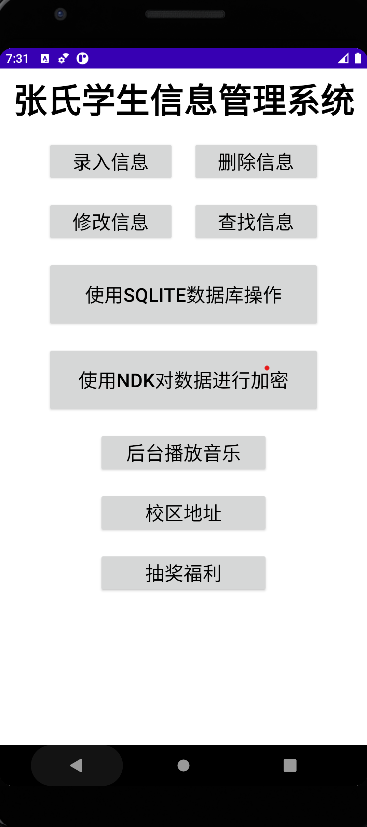 7:31
张氏学生信息管理系统
录入信息 删除信息
修改信息 查找信息
使用SQLITE数据库操作
使用NDK对数据进行加密
后台播放音乐
校区地址
抽奖福利